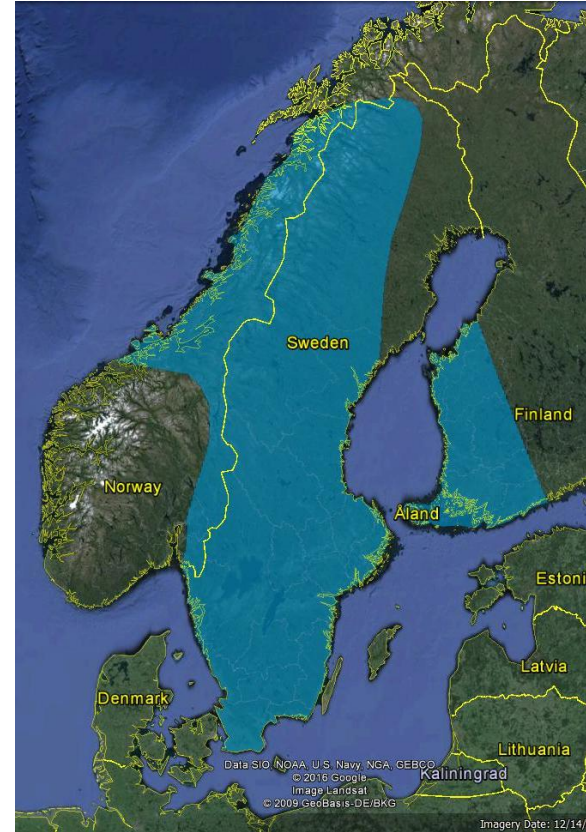 Sweden
Finland
Norway
Åland
Estoni
Latvia
Denmark
Lithuania
Data SIO, NOAA, U.S. Navy, NGA, GEBCO
Kaliningrad
© 2016 Google
Image Landsat
© 2009 GeoBasis-DE/BKG
Imagery Date: 12/14/